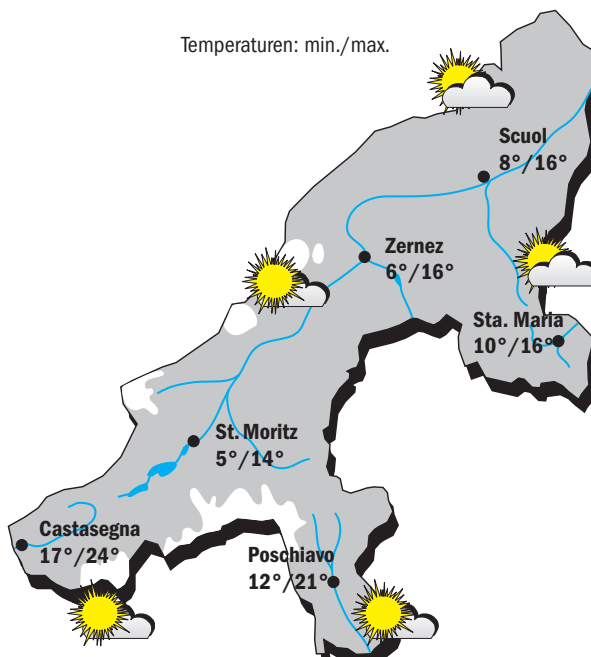 Temperaturen: min./max.
Scuol
8°/16°
Zernez
6°/16°
Sta. Maria
10°/16°
St. Moritz
5°/14°
Castasegna
17°/24°
Poschiavo
12°/21°